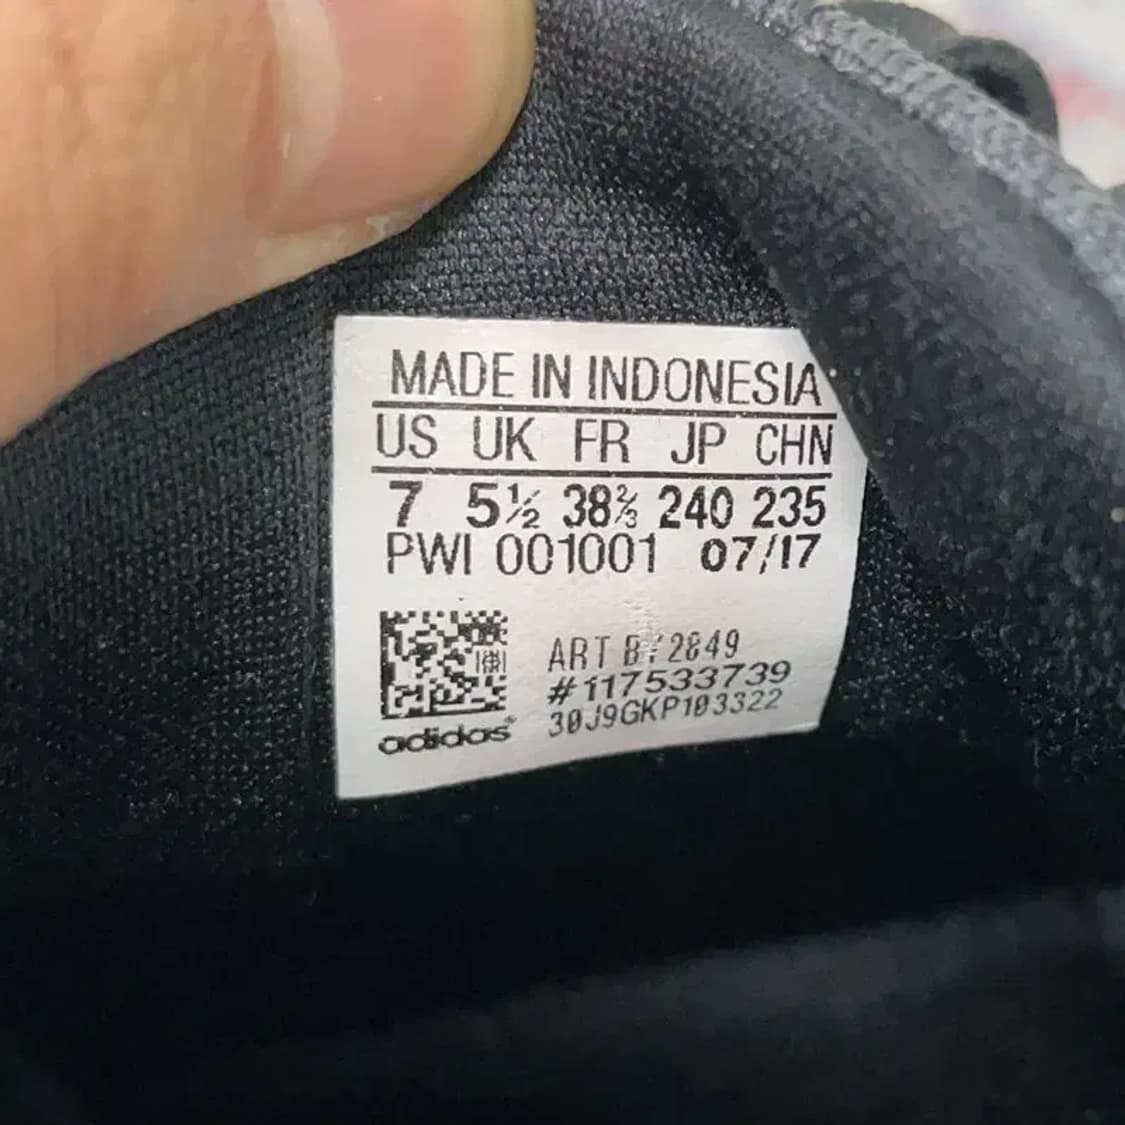 MADE IN INDONESIA
US UK FR JP CHN
7 5½ 38⅔ 240 235
PWI 001001 07/17
ART BY2849
#117533739
30J9GKP103322
adidas®